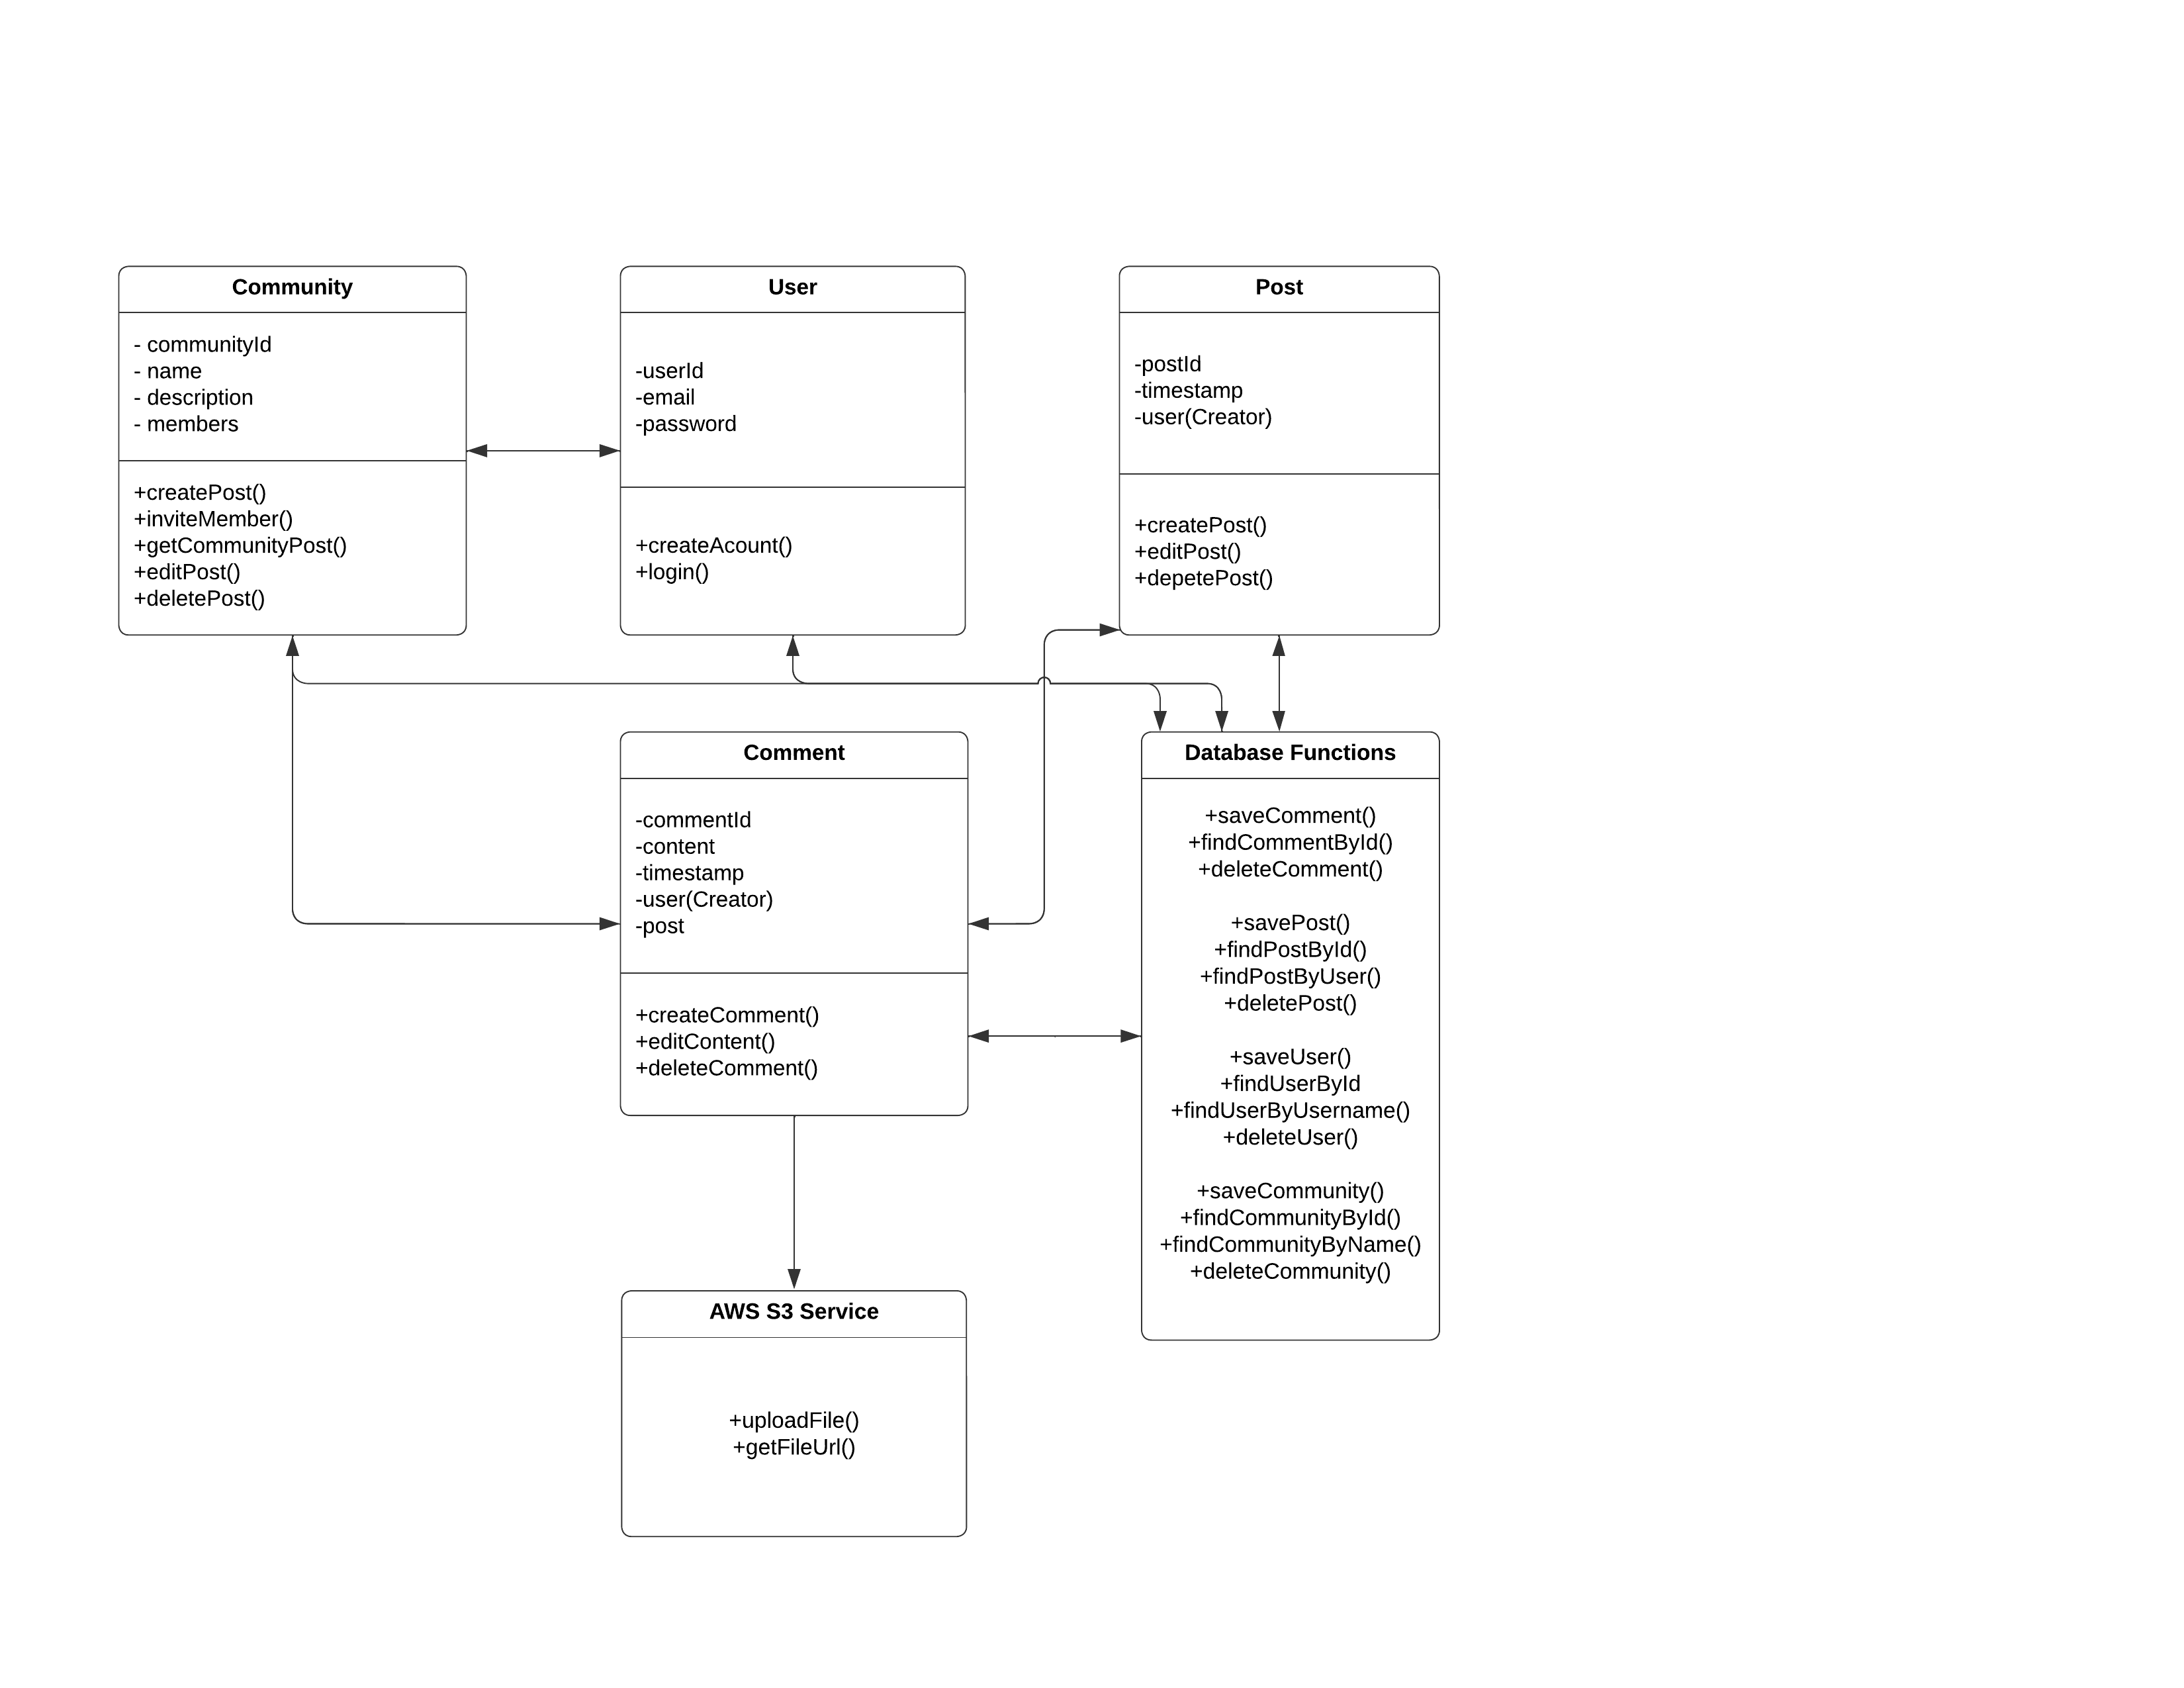 Community
- communityId
- name
- description
- members
+createPost()
+inviteMember()
+getCommunityPost()
+editPost()
+deletePost()
User
-userId
-email
-password
+createAcount()
+login()
Post
-postId
-timestamp
-user(Creator)
+createPost()
+editPost()
+depetePost()
Comment
-commentId
-content
-timestamp
-user(Creator)
-post
+createComment()
+editContent()
+deleteComment()
Database Functions
+saveComment()
+findCommentById()
+deleteComment()
+savePost()
+findPostById()
+findPostByUser()
+deletePost()
+saveUser()
+findUserById
+findUserByUsername()
+deleteUser()
+saveCommunity()
+findCommunityById()
+findCommunityByName()
+deleteCommunity()
AWS S3 Service
+uploadFile()
+getFileUrl()